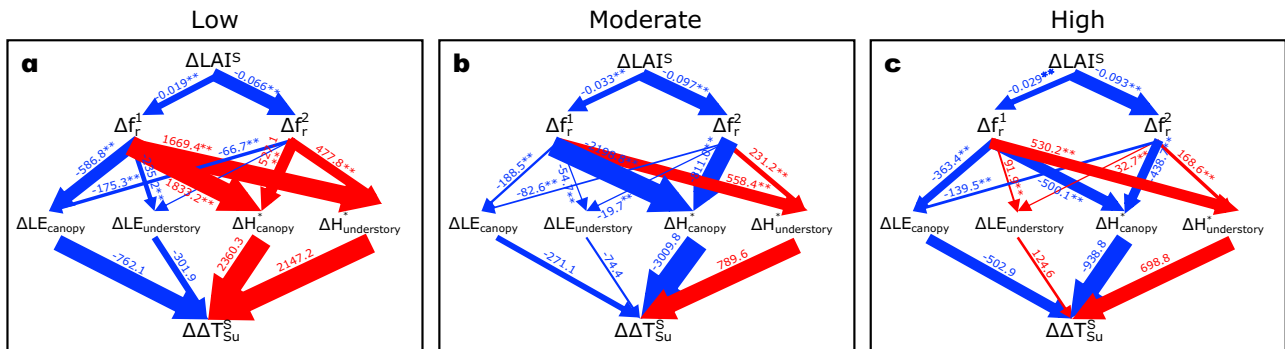 Low
Moderate
High
a
ΔLAI^S
-0.019**
-0.066**
Δf_r^1
Δf_r^2
-586.8**
1669.4**
-66.7**
477.8**
-175.3**
1833.2**
ΔLE_canopy
ΔLE_understory
ΔH*_canopy
ΔH*_understory
-762.1
-301.9
2360.3
2147.2
ΔΔT_Su^S
b
ΔLAI^S
-0.033**
-0.097**
Δf_r^1
Δf_r^2
-188.5**
231.2**
-82.6**
-19.7**
558.4**
ΔLE_canopy
ΔLE_understory
ΔH*_canopy
ΔH*_understory
-271.1
-74.4
-3009.8
789.6
ΔΔT_Su^S
c
ΔLAI^S
-0.029**
-0.093**
Δf_r^1
Δf_r^2
-363.4**
530.2**
-32.7**
168.6**
-139.5**
91.9**
-500.1**
ΔLE_canopy
ΔLE_understory
ΔH*_canopy
ΔH*_understory
-502.9
124.6
-938.8
698.8
ΔΔT_Su^S